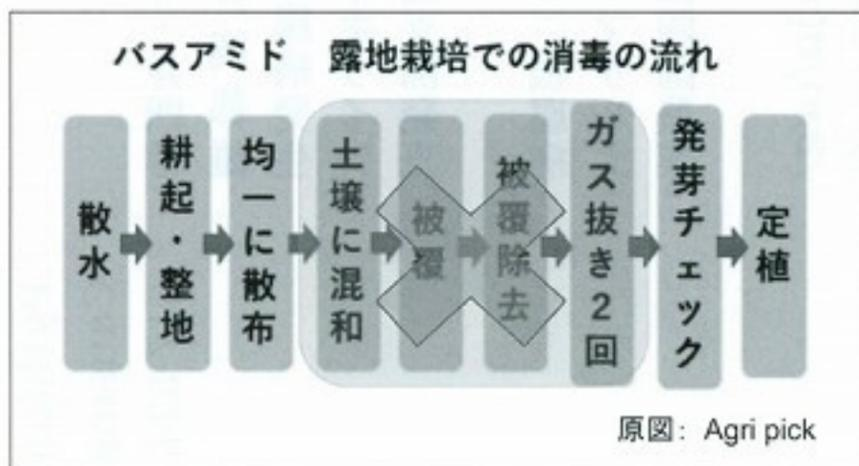 バスアミド 露地栽培での消毒の流れ
散水
耕起・整地
均一に散布
土壌に混和
被覆
被覆除去
ガス抜き2回
発芽チェック
定植
原図: Agri pick